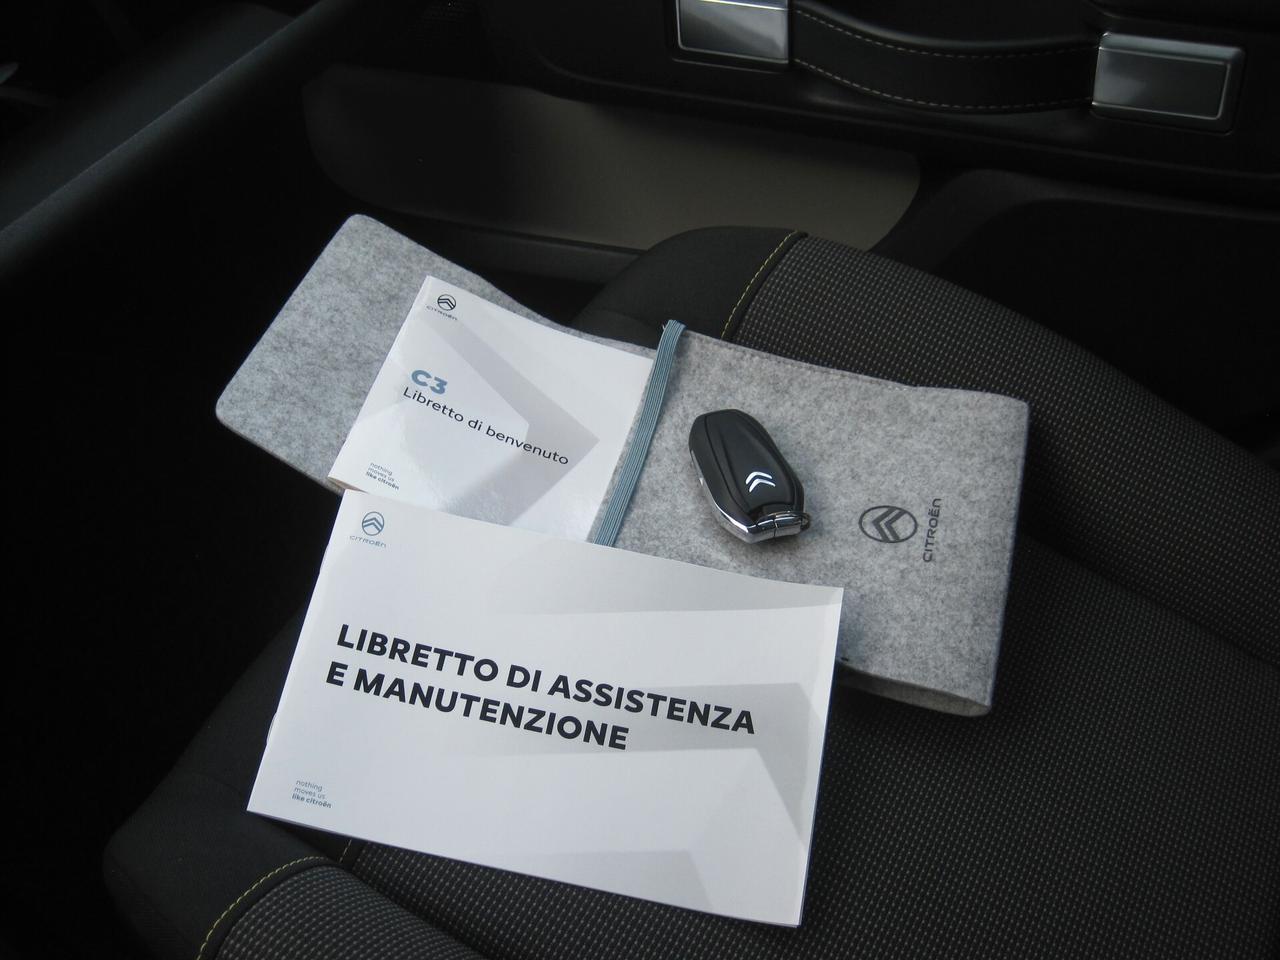 CITROËN
C3
Libretto di benvenuto
nothing
moves us
like citroën
CITROËN
CITROËN
LIBRETTO DI ASSISTENZA
E MANUTENZIONE
nothing
moves us
like citroën